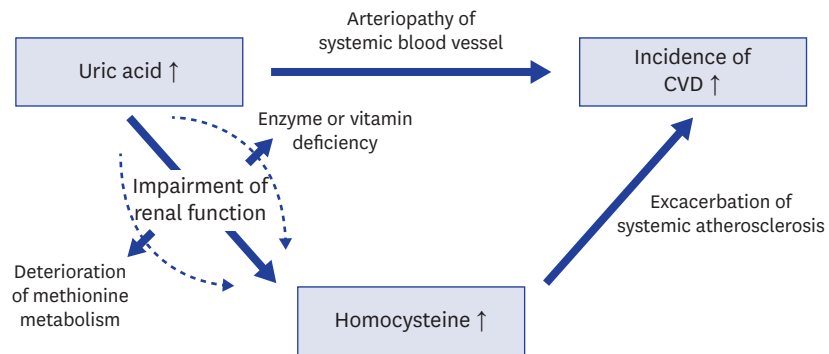 Arteriopathy of
systemic blood vessel
Uric acid ↑
Incidence of
CVD ↑
Enzyme or vitamin
deficiency
Impairment of
renal function
Excacerbation of
systemic atherosclerosis
Deterioration
of methionine
metabolism
Homocysteine ↑